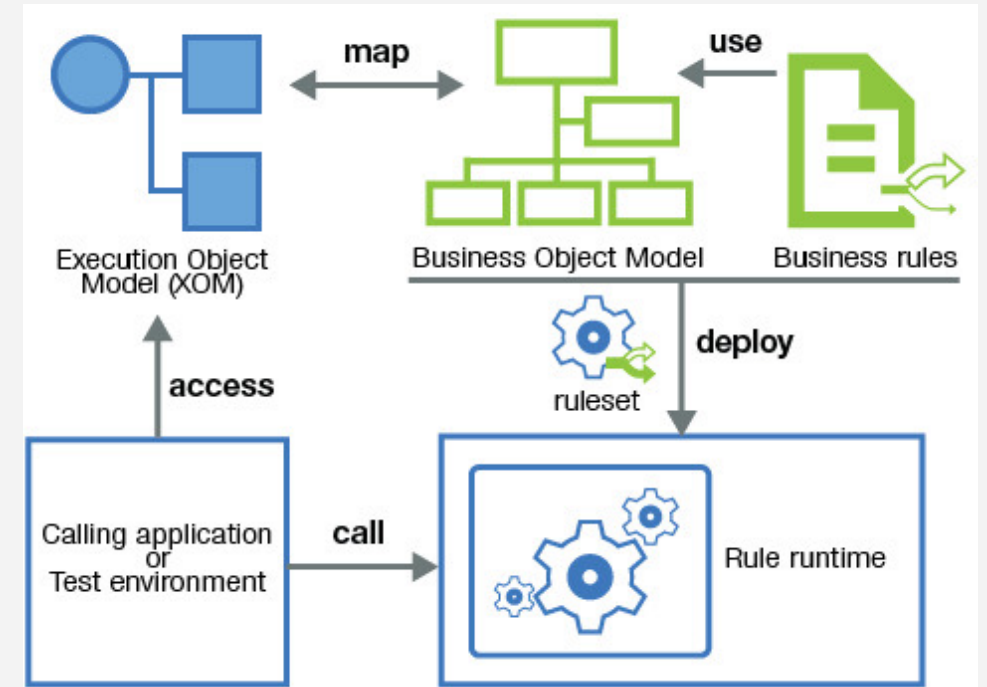 map
use
Execution Object
Model (XOM)
Business Object Model
Business rules
ruleset
deploy
access
Calling application
or
Test environment
call
Rule runtime